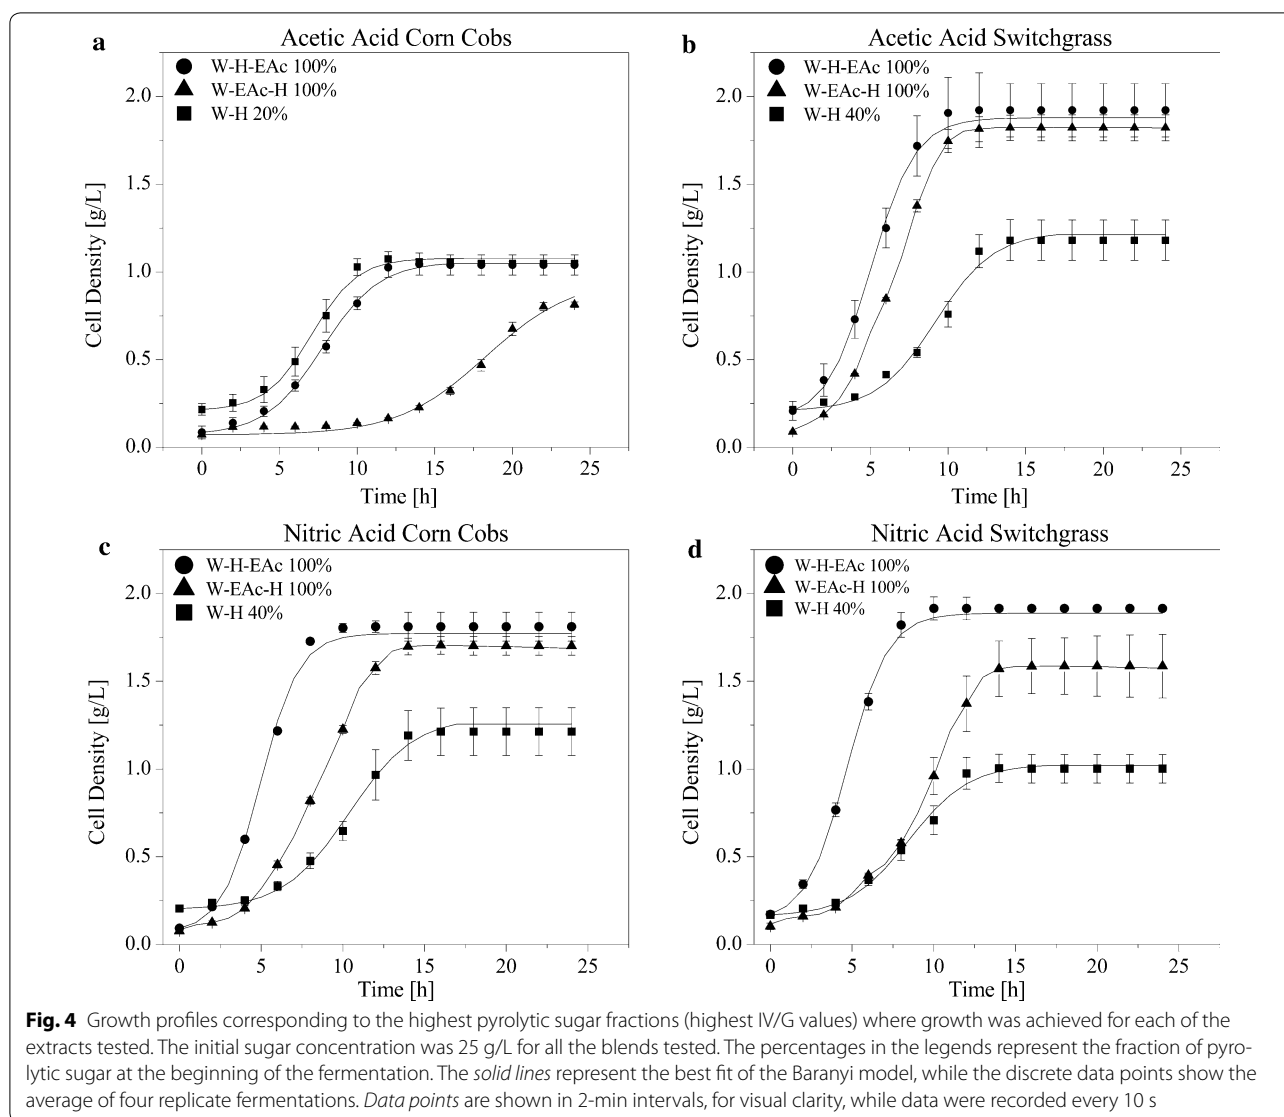 a
Acetic Acid Corn Cobs
W-H-EAc 100%
W-EAc-H 100%
W-H 20%
2.0
1.5
1.0
0.5
0.0
Cell Density [g/L]
0 5 10 15 20 25
Time [h]
b
Acetic Acid Switchgrass
W-H-EAc 100%
W-EAc-H 100%
W-H 40%
2.0
1.5
1.0
0.5
0.0
Cell Density [g/L]
0 5 10 15 20 25
Time [h]
c
Nitric Acid Corn Cobs
W-H-EAc 100%
W-EAc-H 100%
W-H 40%
2.0
1.5
1.0
0.5
0.0
Cell Density [g/L]
0 5 10 15 20 25
Time [h]
d
Nitric Acid Switchgrass
W-H-EAc 100%
W-EAc-H 100%
W-H 40%
2.0
1.5
1.0
0.5
0.0
Cell Density [g/L]
0 5 10 15 20 25
Time [h]
Fig. 4 Growth profiles corresponding to the highest pyrolytic sugar fractions (highest IV/G values) where growth was achieved for each of the
extracts tested. The initial sugar concentration was 25 g/L for all the blends tested. The percentages in the legends represent the fraction of pyro-
lytic sugar at the beginning of the fermentation. The solid lines represent the best fit of the Baranyi model, while the discrete data points show the
average of four replicate fermentations. Data points are shown in 2-min intervals, for visual clarity, while data were recorded every 10 s